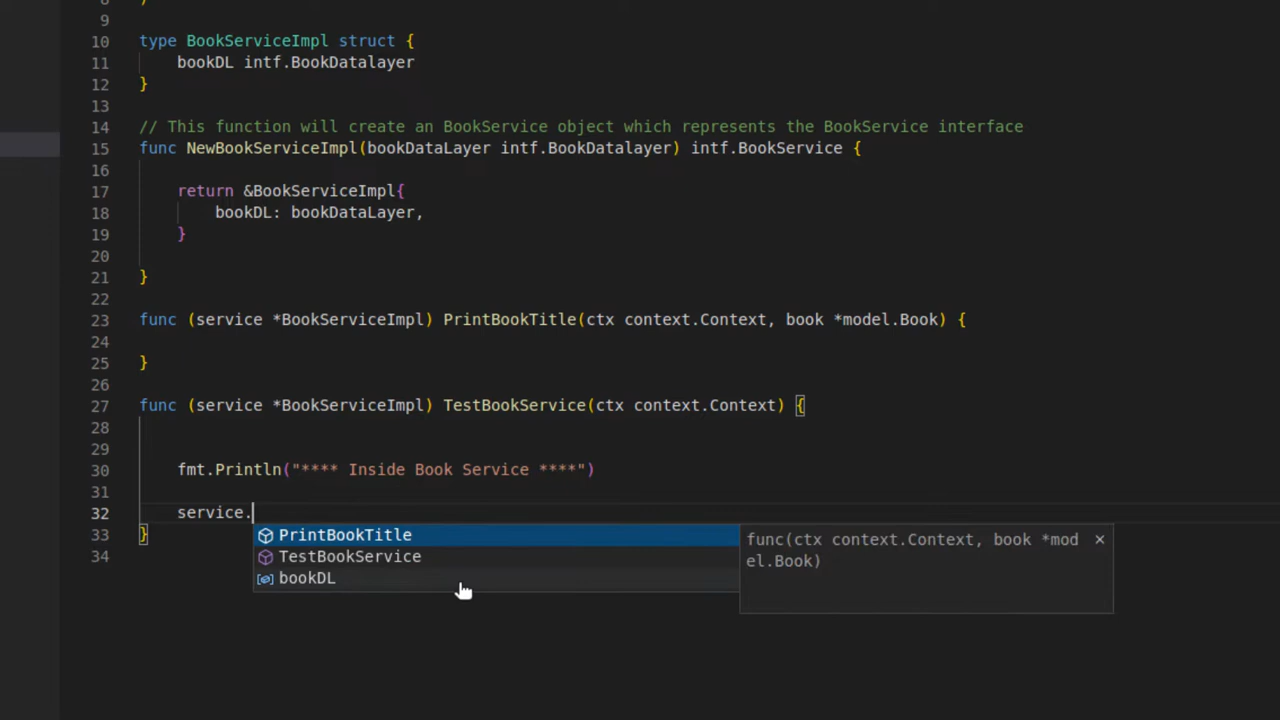 8 )
9
10 type BookServiceImpl struct {
11 bookDL intf.BookDatalayer
12 }
13
14 // This function will create an BookService object which represents the BookService interface
15 func NewBookServiceImpl(bookDataLayer intf.BookDatalayer) intf.BookService {
16
17 return &BookServiceImpl{
18 bookDL: bookDataLayer,
19 }
20
21 }
22
23 func (service *BookServiceImpl) PrintBookTitle(ctx context.Context, book *model.Book) {
24
25 }
26
27 func (service *BookServiceImpl) TestBookService(ctx context.Context) {
28
29
30 fmt.Println("**** Inside Book Service ****")
31
32 service.
33 }
34
PrintBookTitle
TestBookService
bookDL
func(ctx context.Context, book *mod
el.Book)